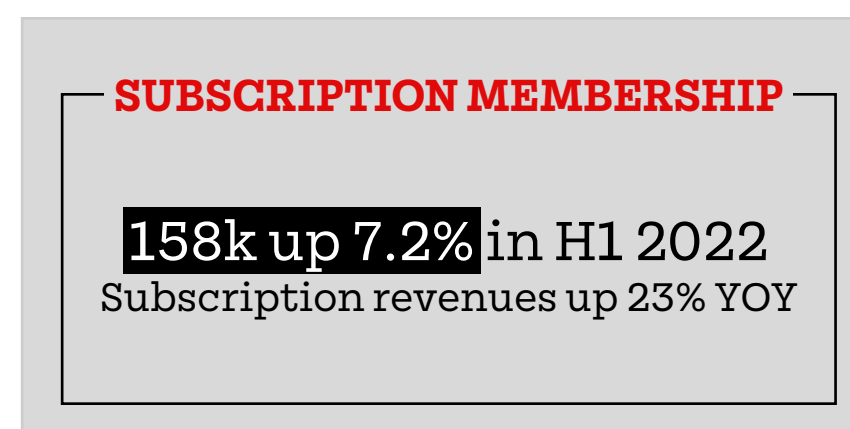 SUBSCRIPTION MEMBERSHIP
158k up 7.2% in H1 2022
Subscription revenues up 23% YOY